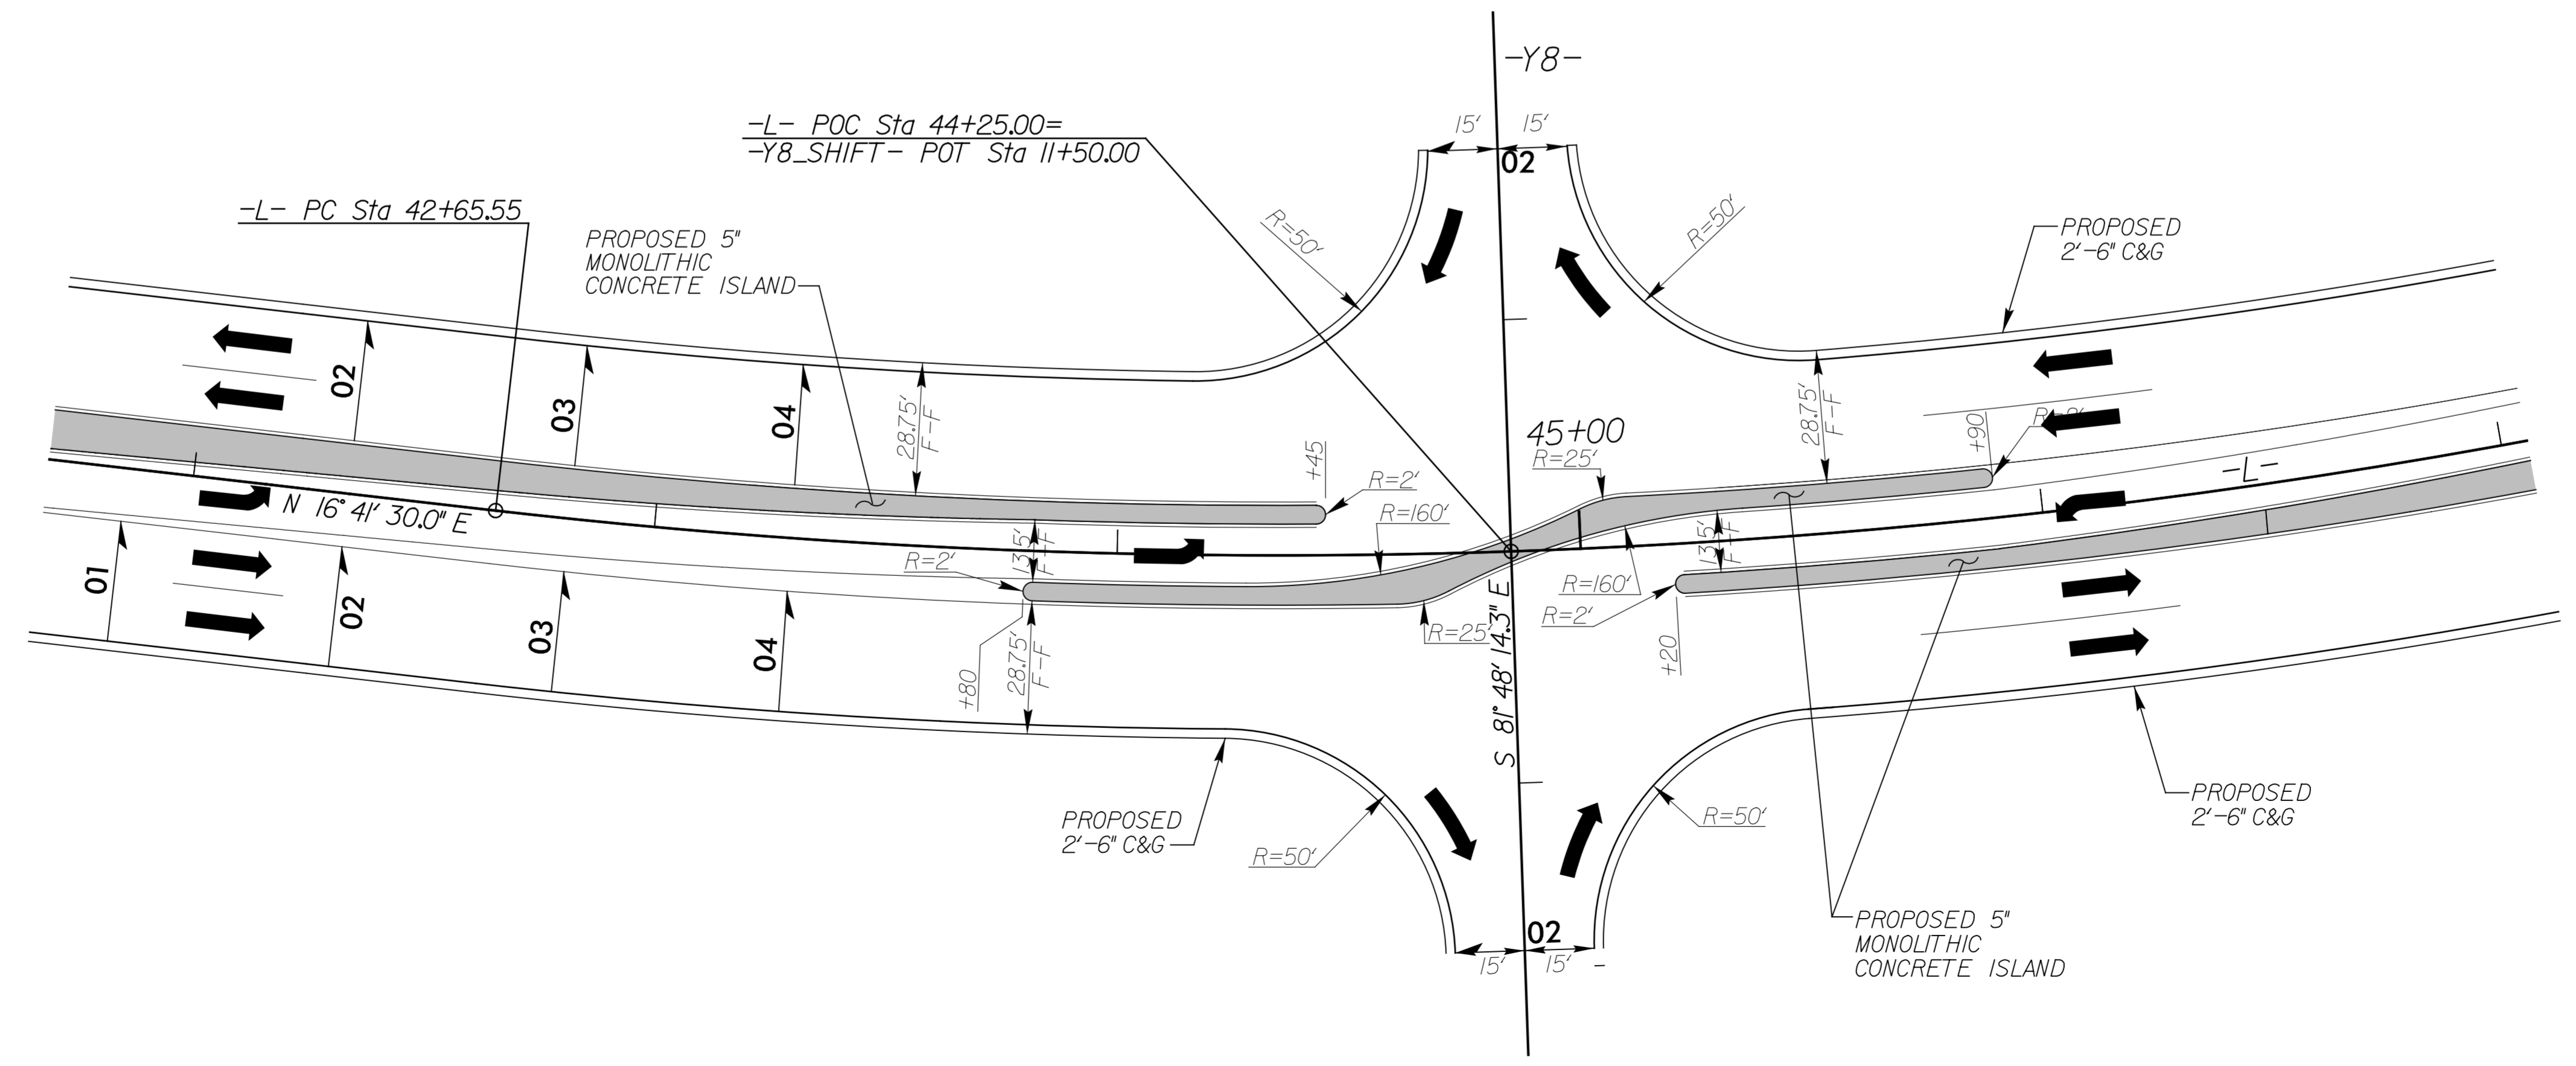 -Y8-
-L- POC Sta 44+25.00=
-Y8_SHIFT- POT Sta 11+50.00
15'
15'
02
-L- PC Sta 42+65.55
PROPOSED 5"
MONOLITHIC
CONCRETE ISLAND
R=50'
R=50'
PROPOSED
2'-6" C&G
02
03
04
28.75'
F-F
+45
R=2'
R=160'
45+00
R=25'
28.75'
F-F
+90
R=2'
-L-
N 16° 41' 30.0" E
01
02
03
04
R=2'
13.5'
F-F
+80
28.75'
F-F
R=25'
S 81° 48' 14.3" E
R=160'
R=2'
13.5'
F-F
+20
PROPOSED
2'-6" C&G
R=50'
R=50'
PROPOSED
2'-6" C&G
02
15'
15'
-
PROPOSED 5"
MONOLITHIC
CONCRETE ISLAND